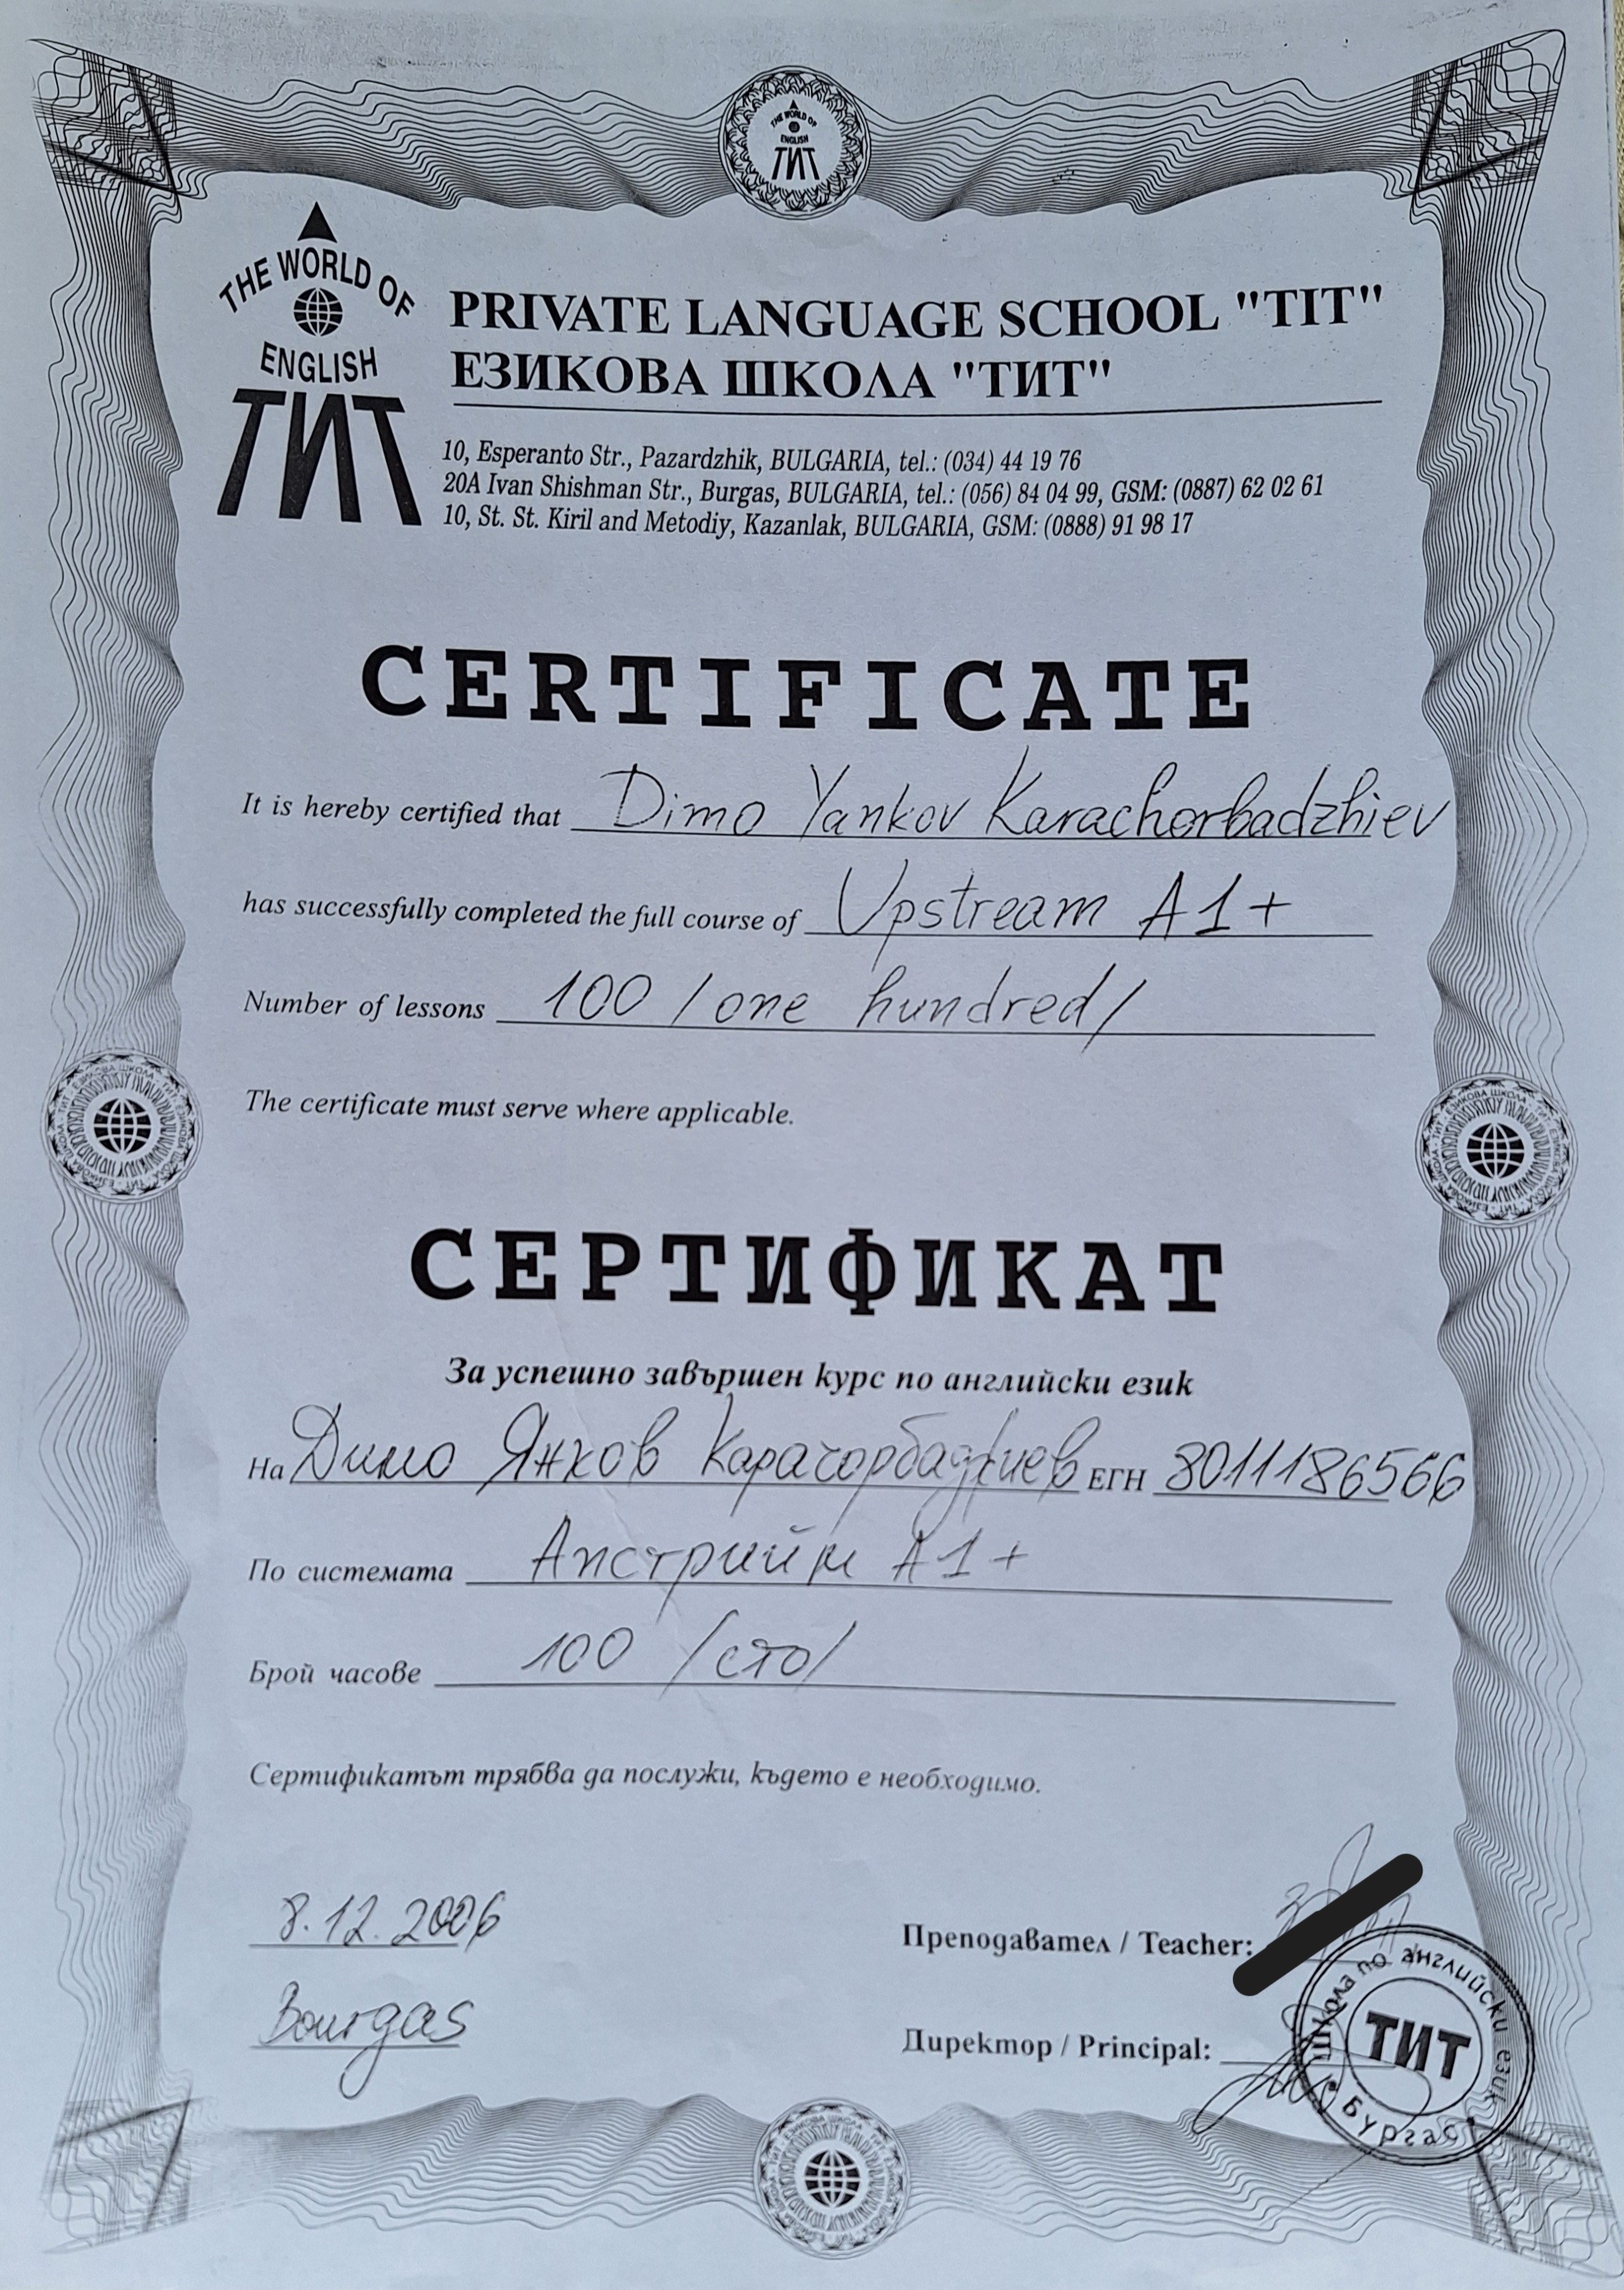 THE WORLD OF
ENGLISH
ТИТ
THE WORLD OF
ENGLISH
ТИТ
PRIVATE LANGUAGE SCHOOL "TIT"
ЕЗИКОВА ШКОЛА "ТИТ"
10, Esperanto Str., Pazardzhik, BULGARIA, tel.: (034) 44 19 76
20A Ivan Shishman Str., Burgas, BULGARIA, tel.: (056) 84 04 99, GSM: (0887) 62 02 61
10, St. St. Kiril and Metodiy, Kazanlak, BULGARIA, GSM: (0888) 91 98 17
CERTIFICATE
It is hereby certified that Dimo Yankov Karachorbadzhiev
has successfully completed the full course of Upstream A1+
Number of lessons 100 /one hundred/
The certificate must serve where applicable.
СЕРТИФИКАТ
За успешно завършен курс по английски език
На Димо Янков Карачорбаджиев ЕГН 8011186566
По системата Апстрийм А1+
Брой часове 100 /сто/
Сертификатът трябва да послужи, където е необходимо.
8.12.2006
Bourgas
Преподавател / Teacher:
Директор / Principal:
Школа по английски език
ТИТ
Бургас